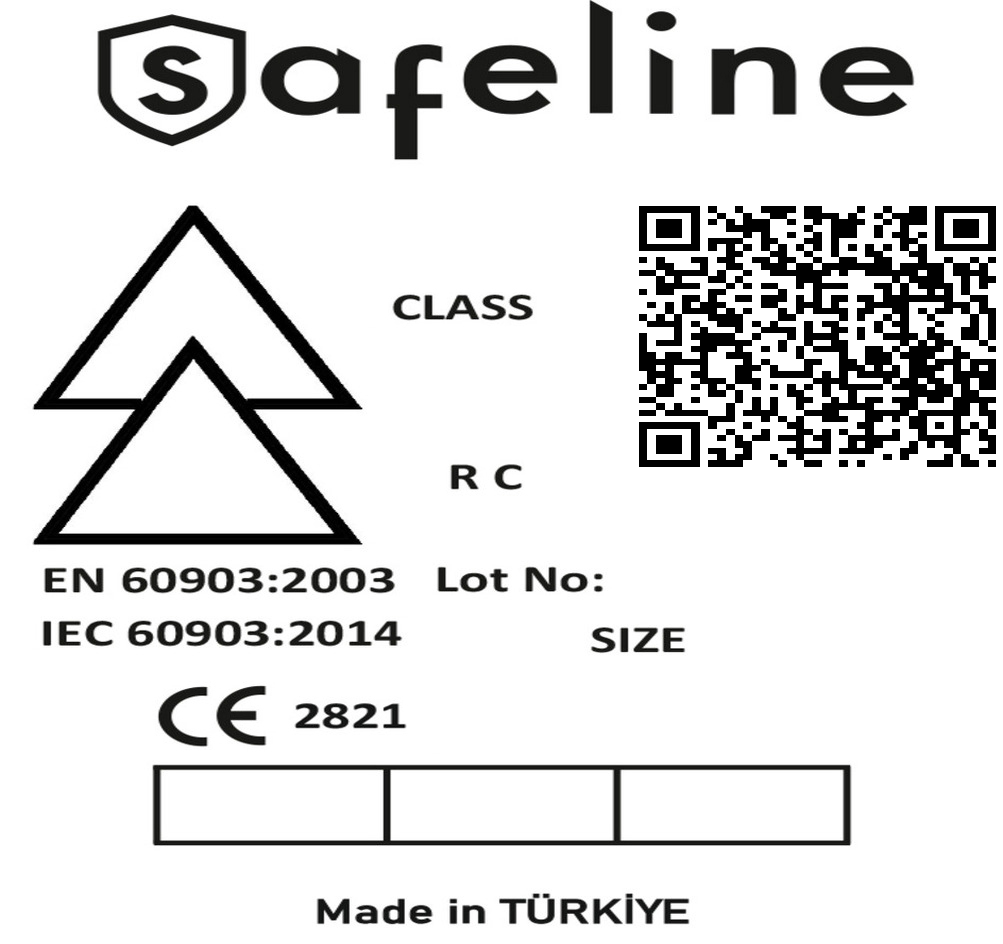 safeline
CLASS
R C
EN 60903:2003 Lot No:
IEC 60903:2014
SIZE
CE 2821
Made in TÜRKİYE